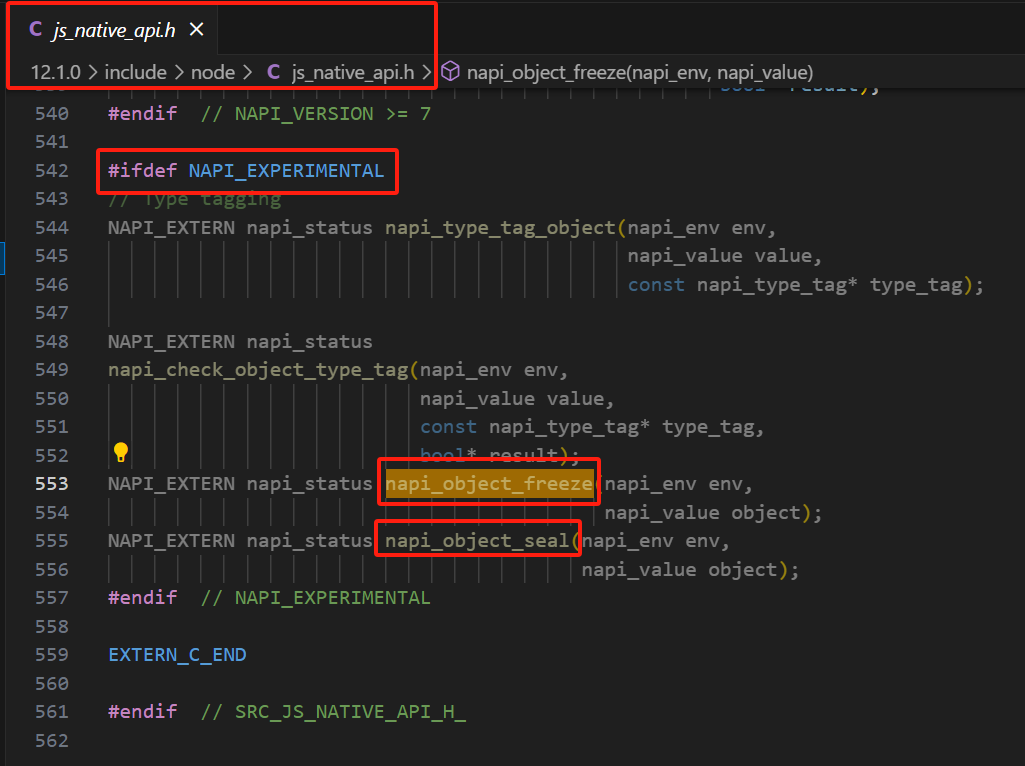 C js_native_api.h ×
12.1.0 > include > node > C js_native_api.h > napi_object_freeze(napi_env, napi_value)
540 #endif // NAPI_VERSION >= 7
541
542 #ifdef NAPI_EXPERIMENTAL
543 // Type tagging
544 NAPI_EXTERN napi_status napi_type_tag_object(napi_env env,
545 napi_value value,
546 const napi_type_tag* type_tag);
547
548 NAPI_EXTERN napi_status
549 napi_check_object_type_tag(napi_env env,
550 napi_value value,
551 const napi_type_tag* type_tag,
552 bool* result);
553 NAPI_EXTERN napi_status napi_object_freeze(napi_env env,
554 napi_value object);
555 NAPI_EXTERN napi_status napi_object_seal(napi_env env,
556 napi_value object);
557 #endif // NAPI_EXPERIMENTAL
558
559 EXTERN_C_END
560
561 #endif // SRC_JS_NATIVE_API_H_
562